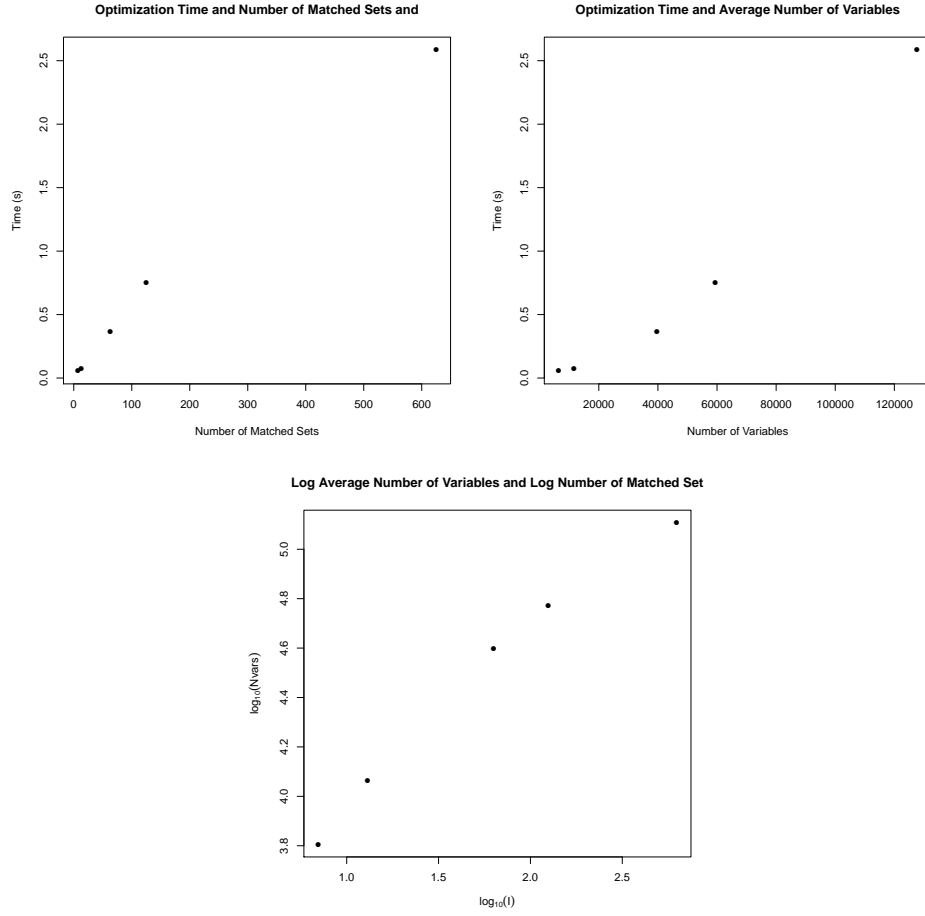 Optimization Time and Number of Matched Sets and
2.5
2.0
1.5
1.0
0.5
0.0
Time (s)
0 100 200 300 400 500 600
Number of Matched Sets
Optimization Time and Average Number of Variables
2.5
2.0
1.5
1.0
0.5
0.0
Time (s)
20000 40000 60000 80000 100000 120000
Number of Variables
Log Average Number of Variables and Log Number of Matched Set
5.0
4.8
4.6
4.4
4.2
4.0
3.8
log₁₀(Nvars)
1.0 1.5 2.0 2.5
log₁₀(I)